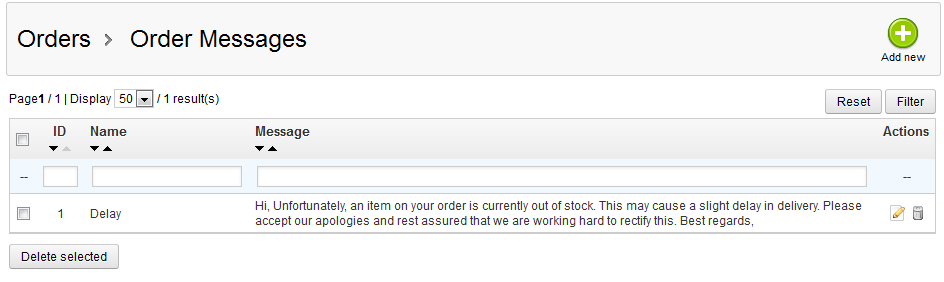 Orders > Order Messages
Add new
Page1 / 1 | Display 50 / 1 result(s)
Reset Filter
ID Name Message Actions
-- --
1 Delay Hi, Unfortunately, an item on your order is currently out of stock. This may cause a slight delay in delivery. Please
accept our apologies and rest assured that we are working hard to rectify this. Best regards,
Delete selected